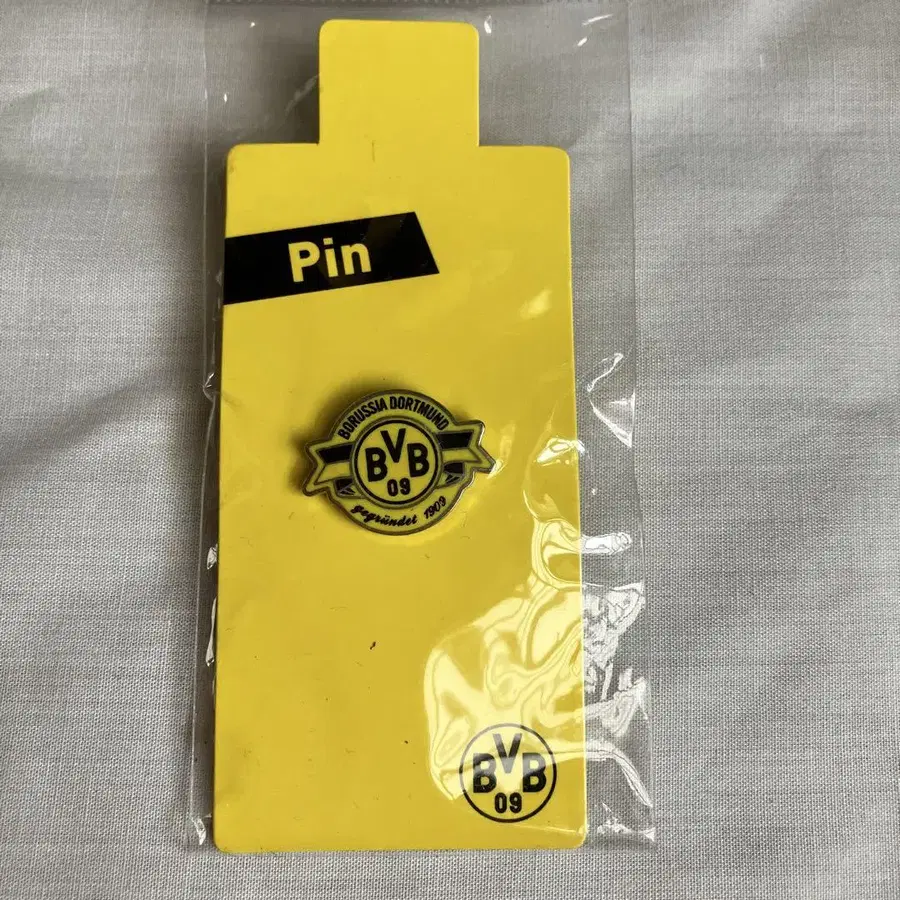 Pin
BORUSSIA DORTMUND
BVB
09
gegründet 1909
BVB
09